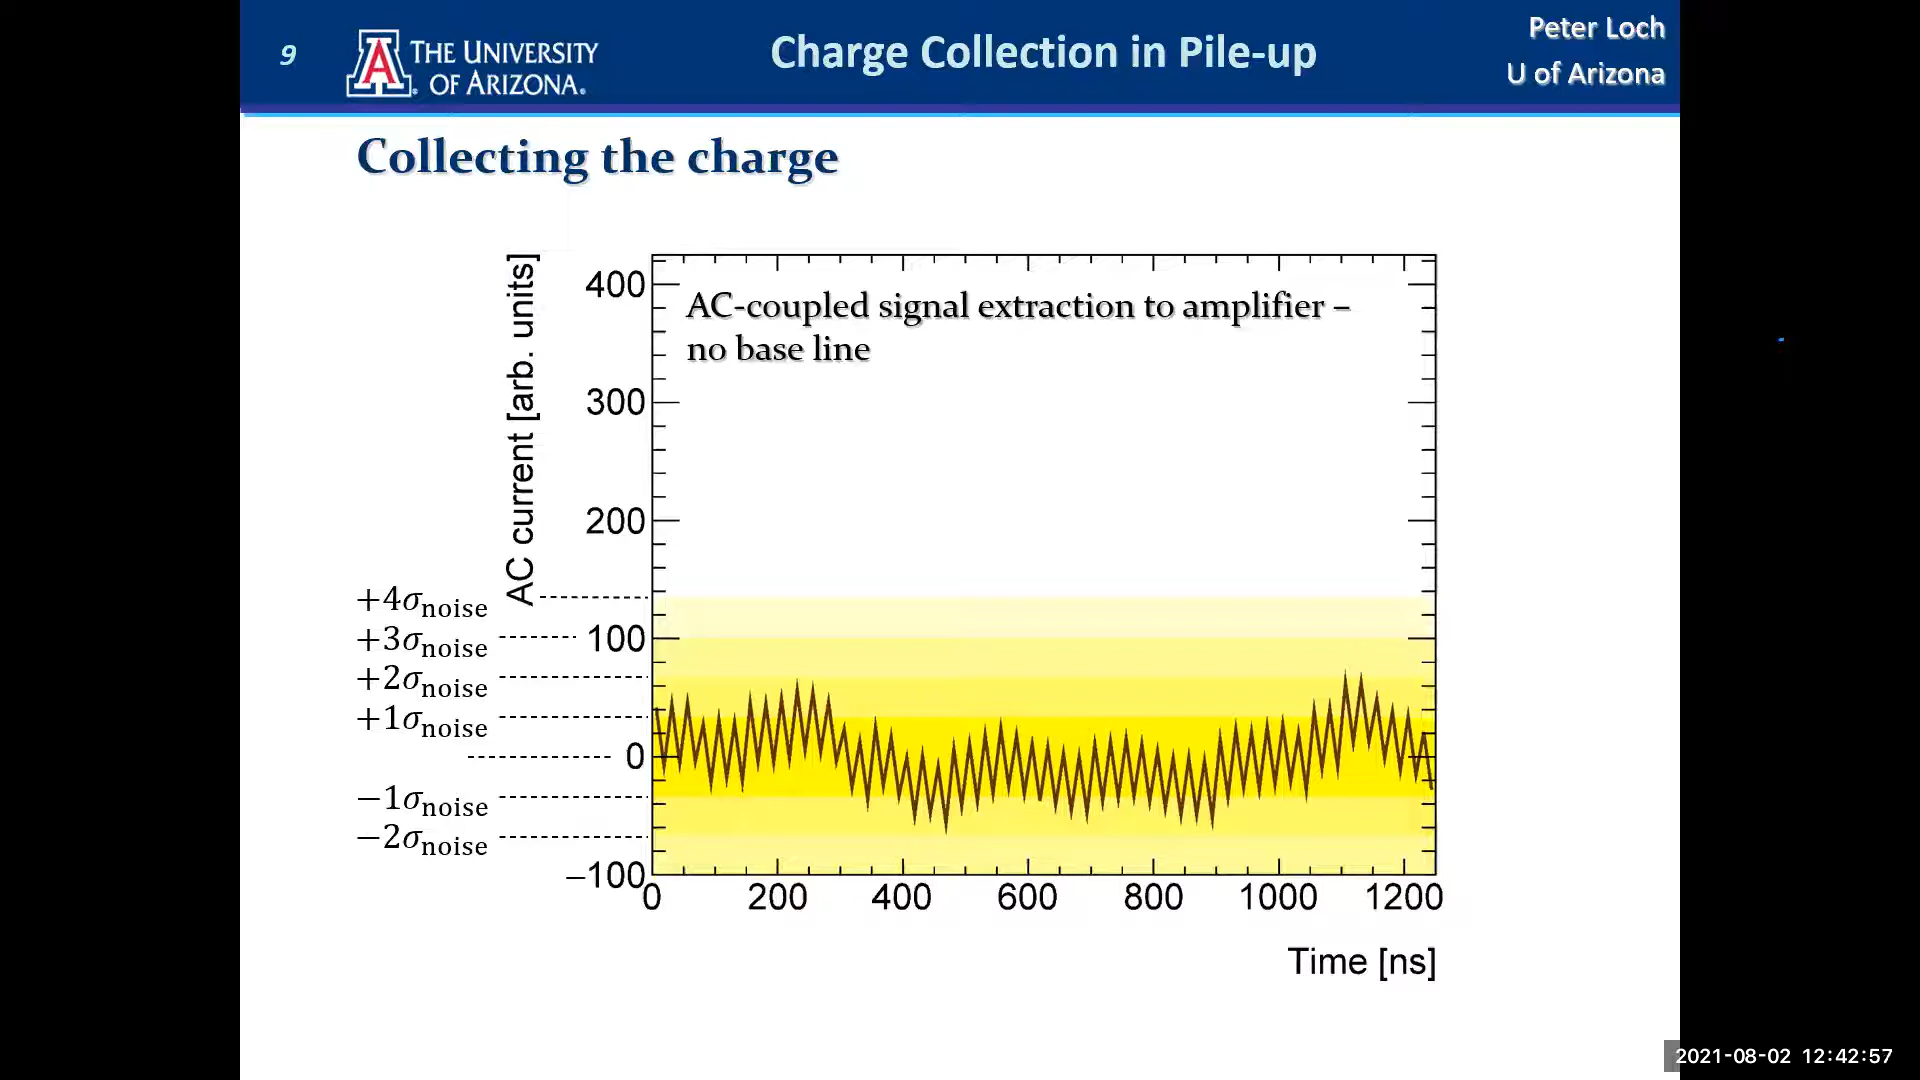 9
THE UNIVERSITY
OF ARIZONA.
Charge Collection in Pile-up
Peter Loch
U of Arizona
Collecting the charge
AC current [arb. units]
400
300
200
100
0
−100
AC-coupled signal extraction to amplifier –
no base line
+4σnoise
+3σnoise
+2σnoise
+1σnoise
−1σnoise
−2σnoise
0 200 400 600 800 1000 1200
Time [ns]
2021-08-02 12:42:57